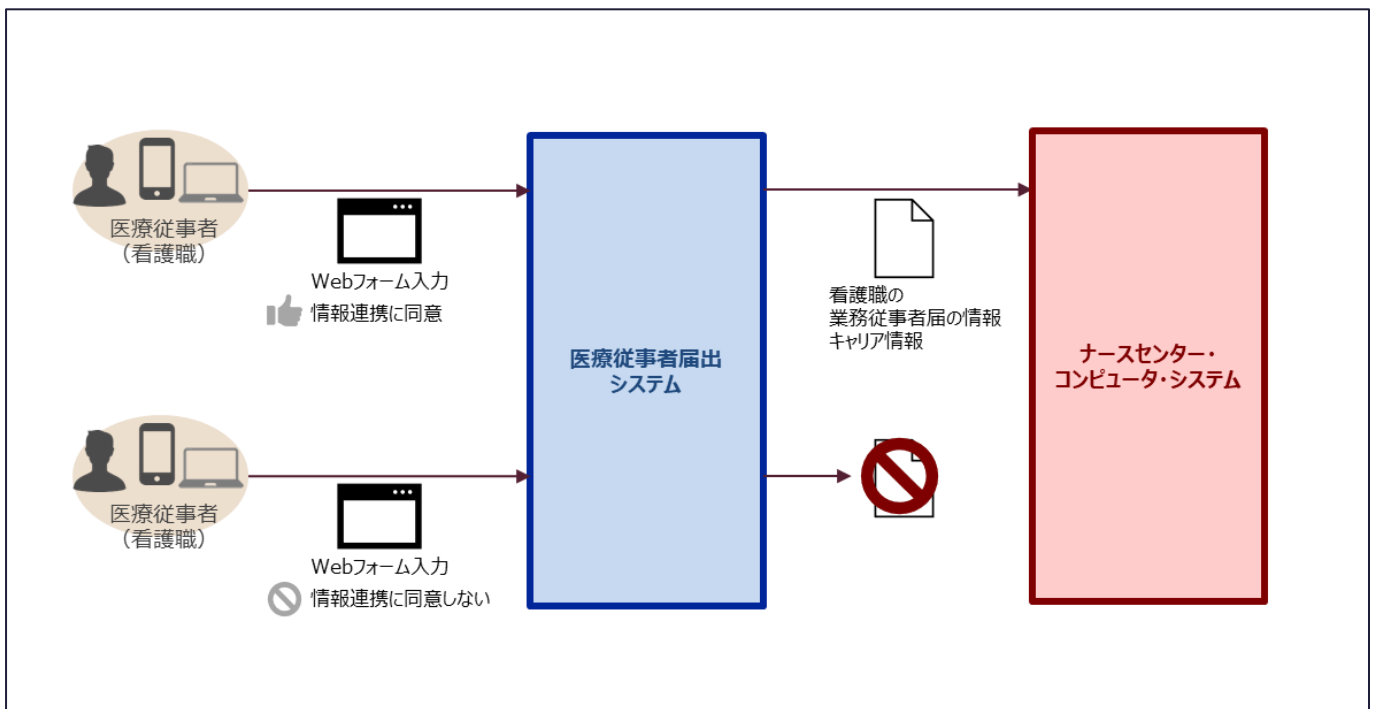 医療従事者
（看護職）
Webフォーム入力
情報連携に同意
医療従事者届出
システム
看護職の
業務従事者届の情報
キャリア情報
ナースセンター・
コンピュータ・システム
医療従事者
（看護職）
Webフォーム入力
情報連携に同意しない